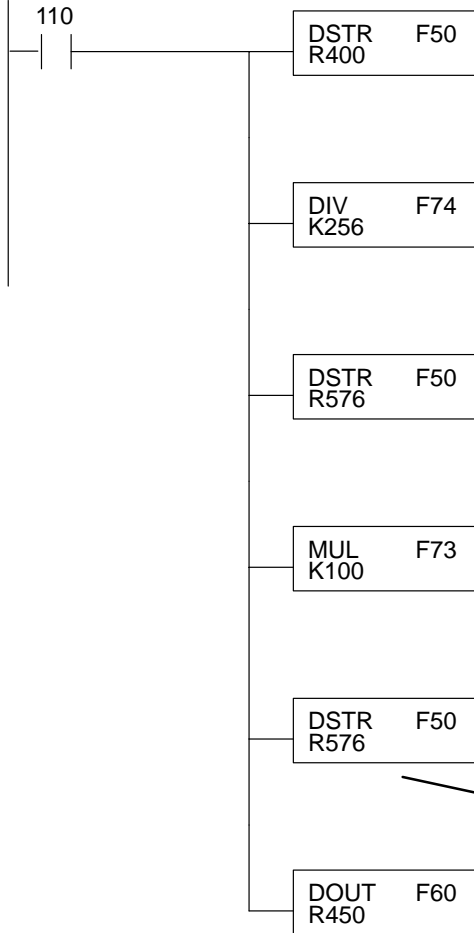 110
DSTR F50
R400
DIV F74
K256
DSTR F50
R576
MUL F73
K100
DSTR F50
R576
DOUT F60
R450